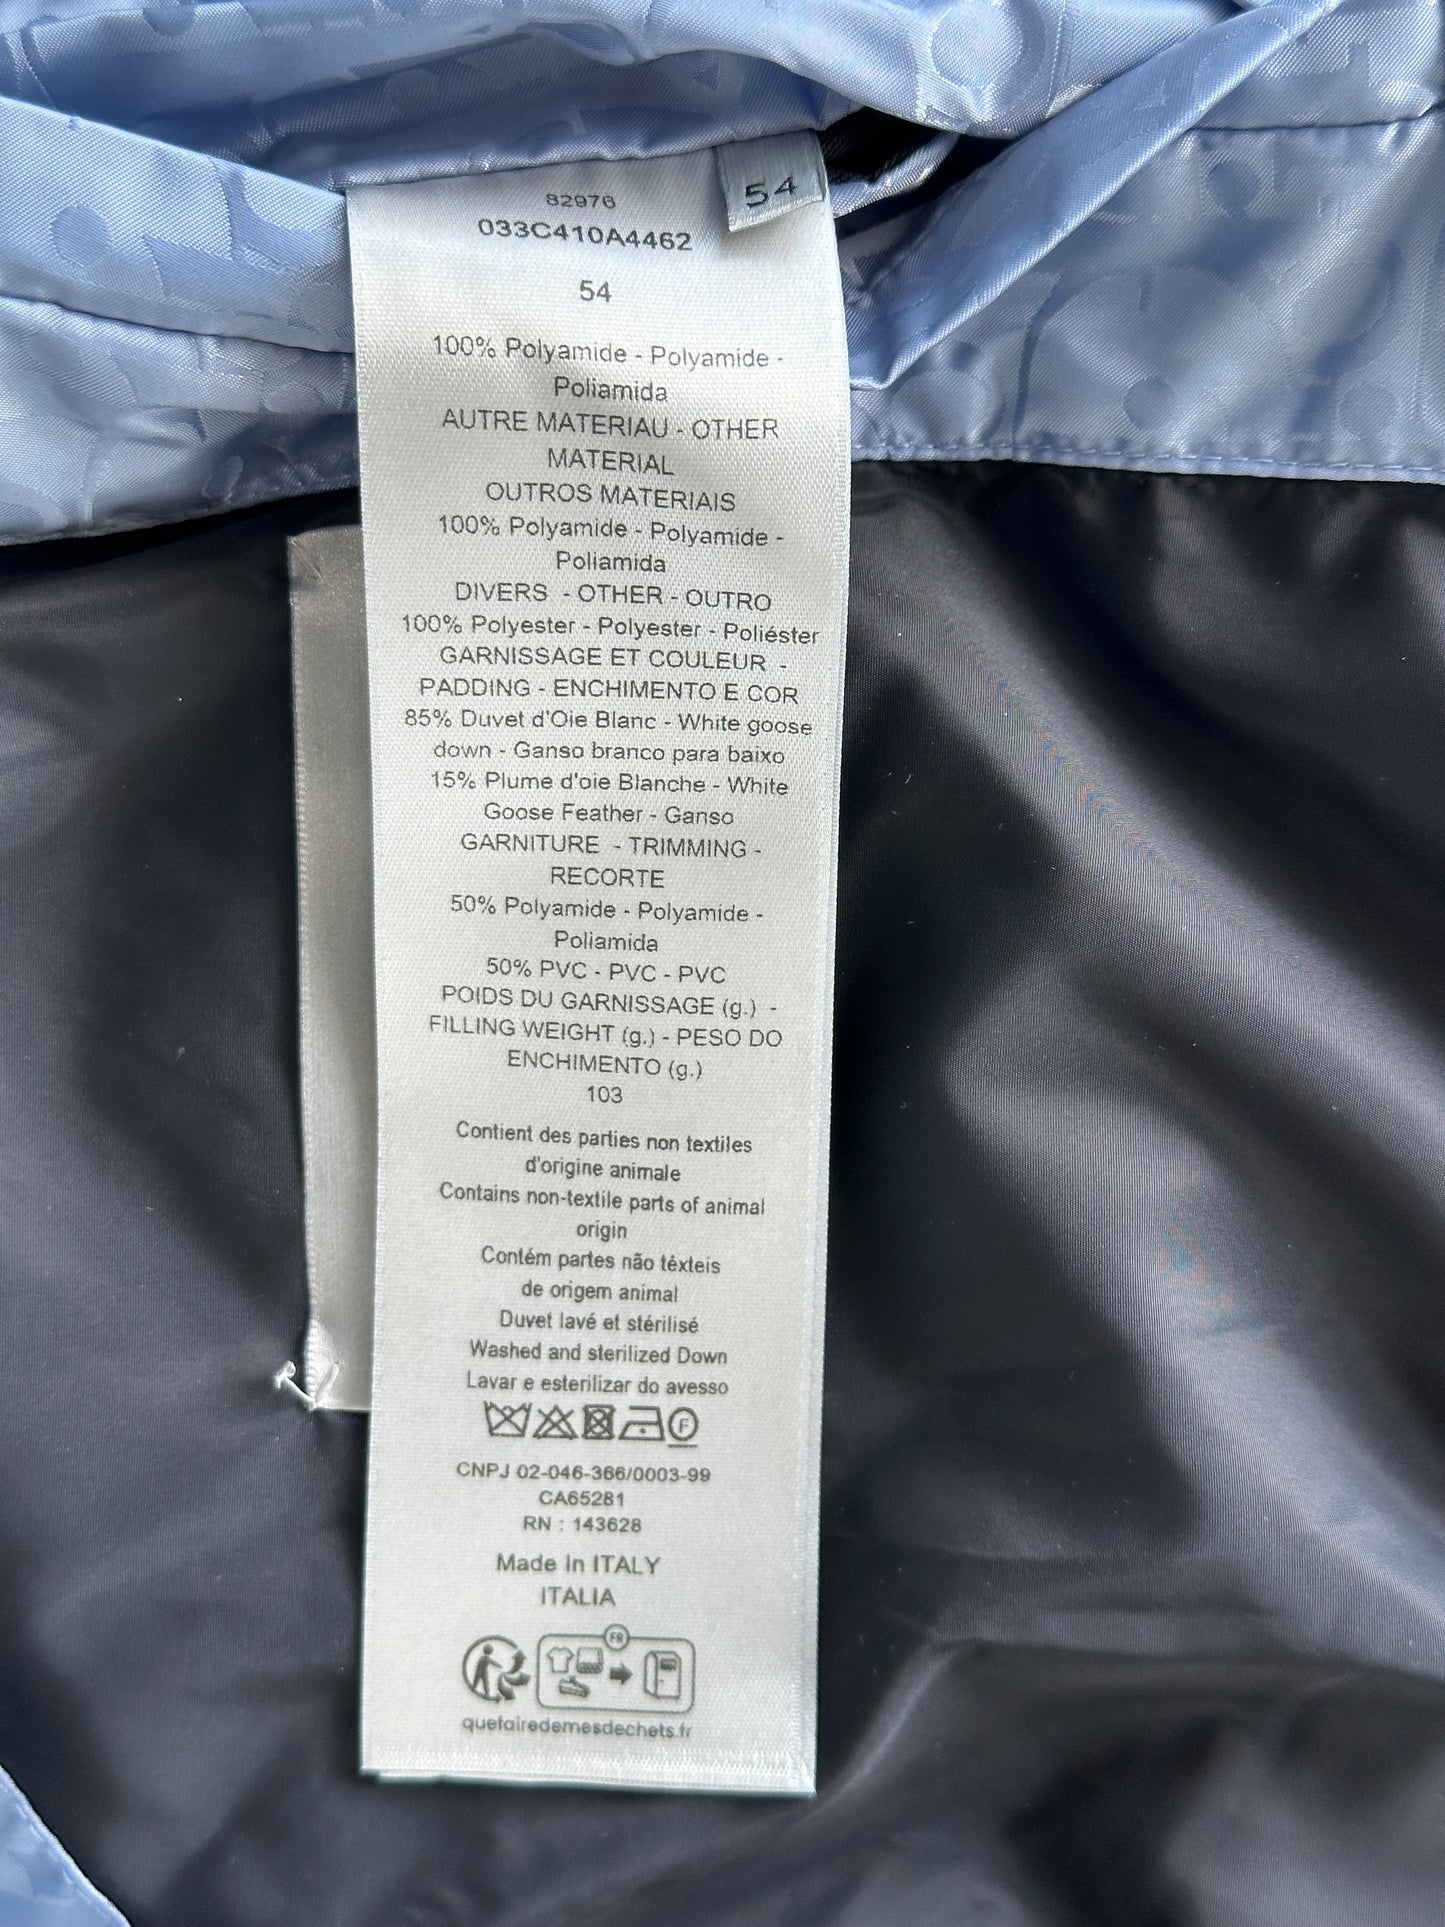 54
82976
033C410A4462
54
100% Polyamide - Polyamide -
Poliamida
AUTRE MATERIAU - OTHER
MATERIAL
OUTROS MATERIAIS
100% Polyamide - Polyamide -
Poliamida
DIVERS - OTHER - OUTRO
100% Polyester - Polyester - Poliéster
GARNISSAGE ET COULEUR -
PADDING - ENCHIMENTO E COR
85% Duvet d'Oie Blanc - White goose
down - Ganso branco para baixo
15% Plume d'oie Blanche - White
Goose Feather - Ganso
GARNITURE - TRIMMING -
RECORTE
50% Polyamide - Polyamide -
Poliamida
50% PVC - PVC - PVC
POIDS DU GARNISSAGE (g.) -
FILLING WEIGHT (g.) - PESO DO
ENCHIMENTO (g.)
103
Contient des parties non textiles
d'origine animale
Contains non-textile parts of animal
origin
Contém partes não têxteis
de origem animal
Duvet lavé et stérilisé
Washed and sterilized Down
Lavar e esterilizar do avesso
F
CNPJ 02-046-366/0003-99
CA65281
RN : 143628
Made In ITALY
ITALIA
FR
quefairedemesdechets.fr